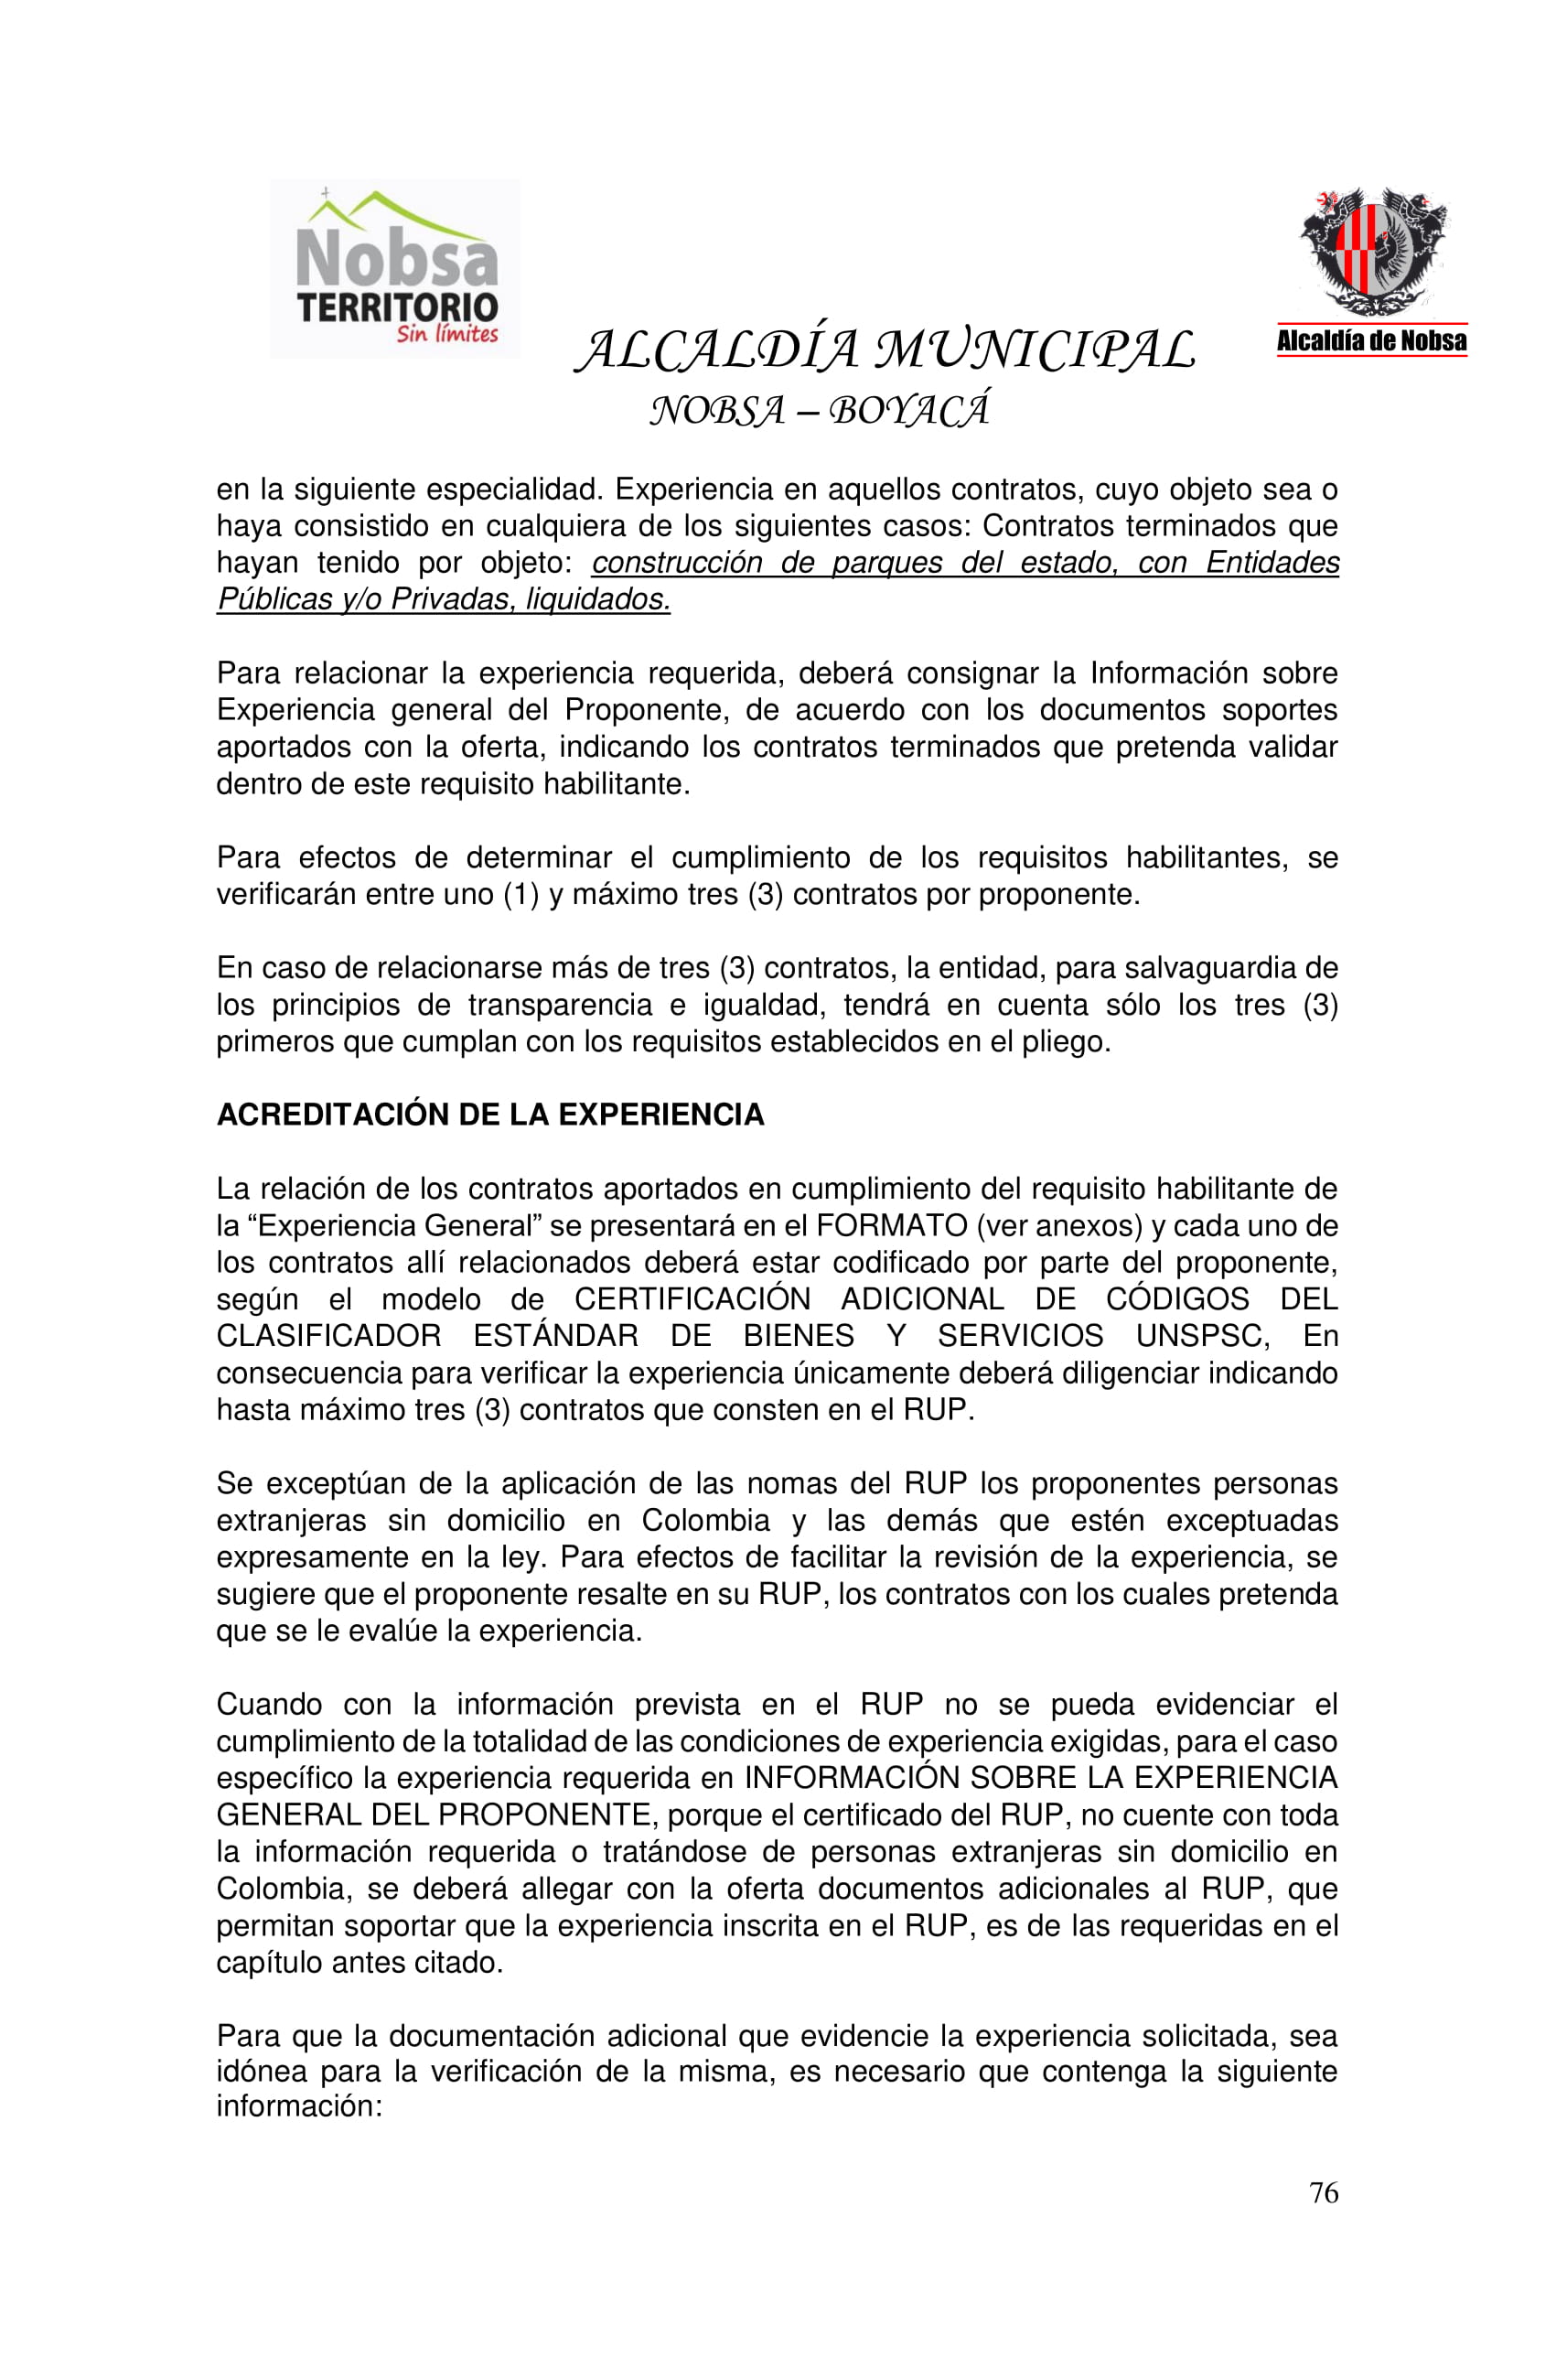 Nobsa
TERRITORIO
Sin límites
Alcaldía de Nobsa
ALCALDÍA MUNICIPAL
NOBSA – BOYACÁ
en la siguiente especialidad. Experiencia en aquellos contratos, cuyo objeto sea o
haya consistido en cualquiera de los siguientes casos: Contratos terminados que
hayan tenido por objeto: construcción de parques del estado, con Entidades
Públicas y/o Privadas, liquidados.
Para relacionar la experiencia requerida, deberá consignar la Información sobre
Experiencia general del Proponente, de acuerdo con los documentos soportes
aportados con la oferta, indicando los contratos terminados que pretenda validar
dentro de este requisito habilitante.
Para efectos de determinar el cumplimiento de los requisitos habilitantes, se
verificarán entre uno (1) y máximo tres (3) contratos por proponente.
En caso de relacionarse más de tres (3) contratos, la entidad, para salvaguardia de
los principios de transparencia e igualdad, tendrá en cuenta sólo los tres (3)
primeros que cumplan con los requisitos establecidos en el pliego.
ACREDITACIÓN DE LA EXPERIENCIA
La relación de los contratos aportados en cumplimiento del requisito habilitante de
la “Experiencia General” se presentará en el FORMATO (ver anexos) y cada uno de
los contratos allí relacionados deberá estar codificado por parte del proponente,
según el modelo de CERTIFICACIÓN ADICIONAL DE CÓDIGOS DEL
CLASIFICADOR ESTÁNDAR DE BIENES Y SERVICIOS UNSPSC, En
consecuencia para verificar la experiencia únicamente deberá diligenciar indicando
hasta máximo tres (3) contratos que consten en el RUP.
Se exceptúan de la aplicación de las nomas del RUP los proponentes personas
extranjeras sin domicilio en Colombia y las demás que estén exceptuadas
expresamente en la ley. Para efectos de facilitar la revisión de la experiencia, se
sugiere que el proponente resalte en su RUP, los contratos con los cuales pretenda
que se le evalúe la experiencia.
Cuando con la información prevista en el RUP no se pueda evidenciar el
cumplimiento de la totalidad de las condiciones de experiencia exigidas, para el caso
específico la experiencia requerida en INFORMACIÓN SOBRE LA EXPERIENCIA
GENERAL DEL PROPONENTE, porque el certificado del RUP, no cuente con toda
la información requerida o tratándose de personas extranjeras sin domicilio en
Colombia, se deberá allegar con la oferta documentos adicionales al RUP, que
permitan soportar que la experiencia inscrita en el RUP, es de las requeridas en el
capítulo antes citado.
Para que la documentación adicional que evidencie la experiencia solicitada, sea
idónea para la verificación de la misma, es necesario que contenga la siguiente
información:
76